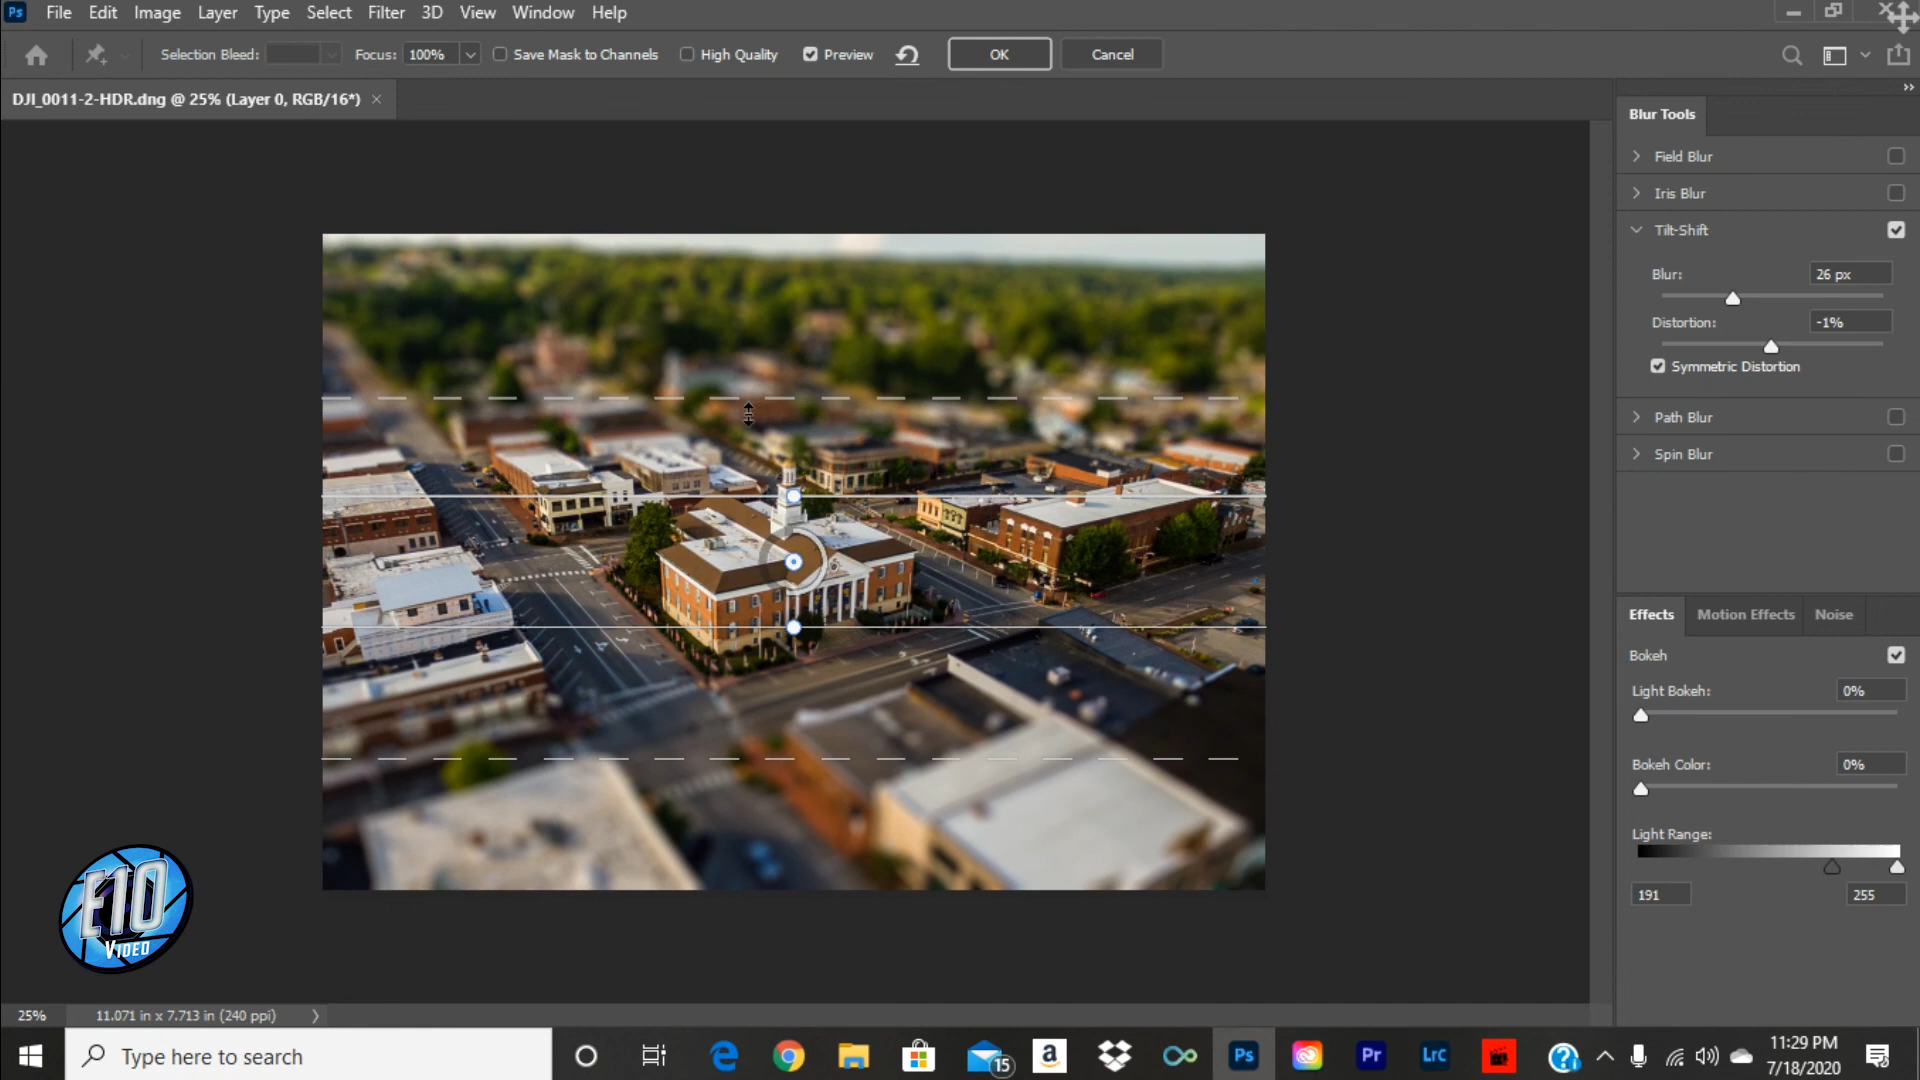 Ps File Edit Image Layer Type Select Filter 3D View Window Help
Selection Bleed: Focus: 100% Save Mask to Channels High Quality Preview OK Cancel
DJI_0011-2-HDR.dng @ 25% (Layer 0, RGB/16*) ×
Blur Tools
Field Blur
Iris Blur
Tilt-Shift
Blur: 26 px
Distortion: -1%
Symmetric Distortion
Path Blur
Spin Blur
Effects Motion Effects Noise
Bokeh
Light Bokeh: 0%
Bokeh Color: 0%
Light Range:
191 255
E10
VIDEO
25% 11.071 in x 7.713 in (240 ppi)
Type here to search
15
a
Ps
Pr
Lrc
11:29 PM
7/18/2020